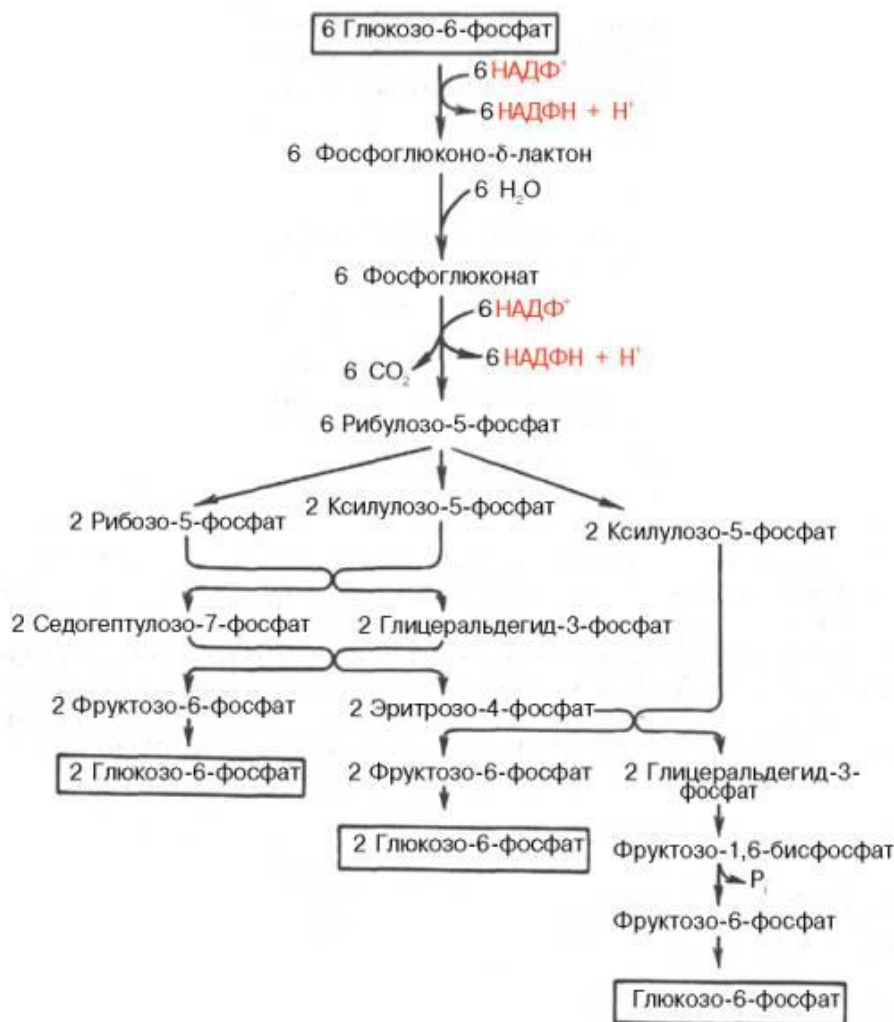 6 Глюкозо-6-фосфат
6 НАДФ⁺
6 НАДФН + Н⁺
6 Фосфоглюконо-δ-лактон
6 H₂O
6 Фосфоглюконат
6 НАДФ⁺
6 НАДФН + Н⁺
6 CO₂
6 Рибулозо-5-фосфат
2 Рибозо-5-фосфат
2 Ксилулозо-5-фосфат
2 Ксилулозо-5-фосфат
2 Седогептулозо-7-фосфат
2 Глицеральдегид-3-фосфат
2 Фруктозо-6-фосфат
2 Эритрозо-4-фосфат
2 Глюкозо-6-фосфат
2 Фруктозо-6-фосфат
2 Глицеральдегид-3-
фосфат
2 Глюкозо-6-фосфат
Фруктозо-1,6-бисфосфат
Pᵢ
Фруктозо-6-фосфат
Глюкозо-6-фосфат